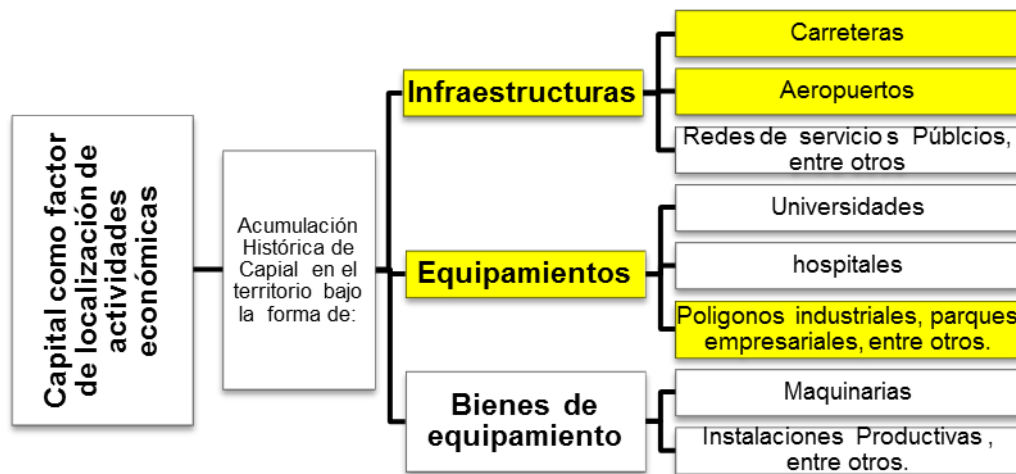 Capital como factor
de localización de
actividades
económicas
Acumulación
Histórica de
Capial en el
territorio bajo
la forma de:
Infraestructuras
Carreteras
Aeropuertos
Redes de servicio s Públcios,
entre otros
Equipamientos
Universidades
hospitales
Poligonos industriales, parques
empresariales, entre otros.
Bienes de
equipamiento
Maquinarias
Instalaciones Productivas ,
entre otros.